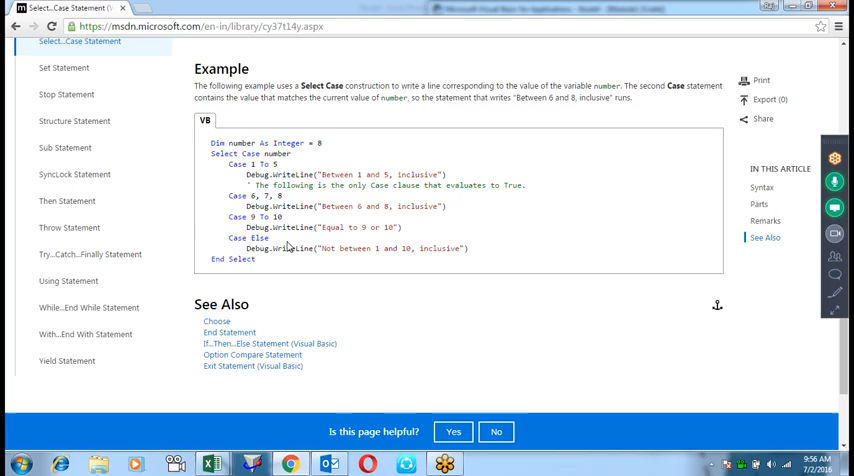 Select...Case Statement (V
https://msdn.microsoft.com/en-in/library/cy37t14y.aspx
Select...Case Statement
Set Statement
Stop Statement
Structure Statement
Sub Statement
SyncLock Statement
Then Statement
Throw Statement
Try...Catch...Finally Statement
Using Statement
While...End While Statement
With...End With Statement
Yield Statement
Example
The following example uses a Select Case construction to write a line corresponding to the value of the variable number. The second Case statement
contains the value that matches the current value of number, so the statement that writes "Between 6 and 8, inclusive" runs.
VB
Dim number As Integer = 8
Select Case number
Case 1 To 5
Debug.WriteLine("Between 1 and 5, inclusive")
' The following is the only Case clause that evaluates to True.
Case 6, 7, 8
Debug.WriteLine("Between 6 and 8, inclusive")
Case 9 To 10
Debug.WriteLine("Equal to 9 or 10")
Case Else
Debug.WriteLine("Not between 1 and 10, inclusive")
End Select
See Also
Choose
End Statement
If...Then...Else Statement (Visual Basic)
Option Compare Statement
Exit Statement (Visual Basic)
Print
Export (0)
Share
IN THIS ARTICLE
Syntax
Parts
Remarks
See Also
Is this page helpful?
Yes
No
9:56 AM
7/2/2016